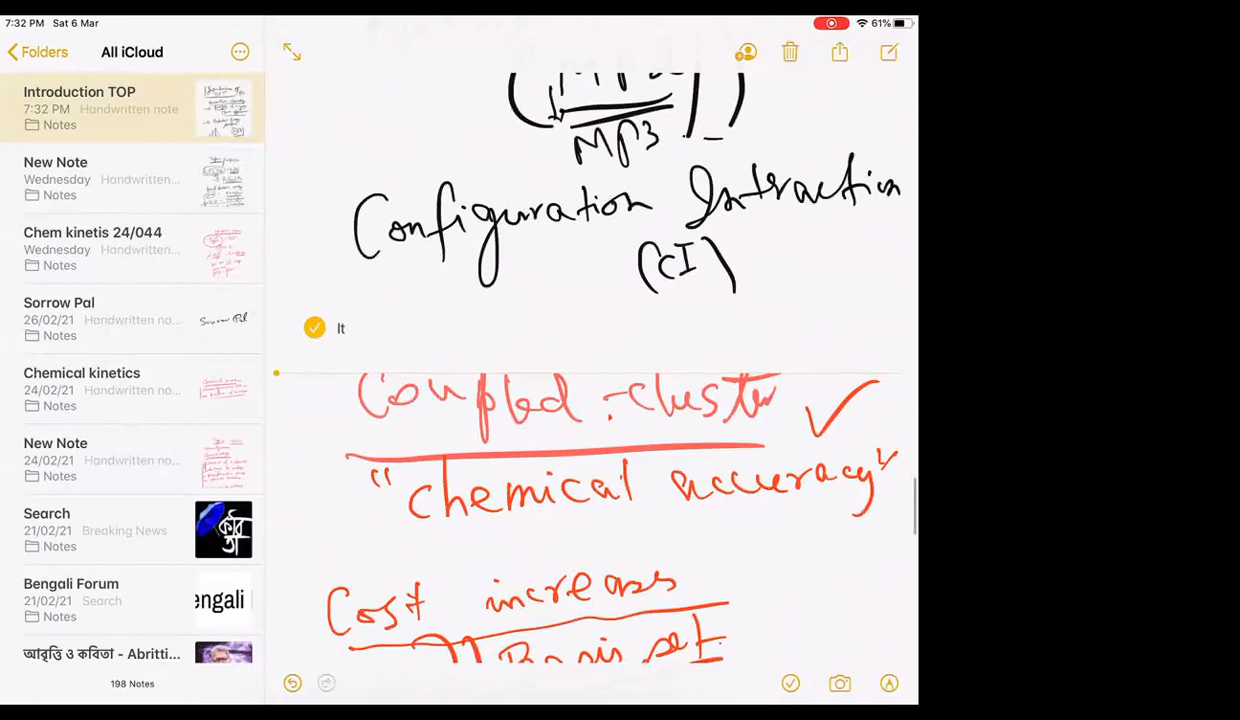 7:32 PM Sat 6 Mar
61%
Folders
All iCloud
Introduction TOP
7:32 PM Handwritten note
Notes
New Note
Wednesday Handwritten...
Notes
Chem kinetis 24/044
Wednesday Handwritten...
Notes
Sorrow Pal
26/02/21 Handwritten no...
Notes
Chemical kinetics
24/02/21 Handwritten no...
Notes
New Note
24/02/21 Handwritten no...
Notes
Search
21/02/21 Breaking News
Notes
Bengali Forum
21/02/21 Search
Notes
engali
আবৃত্তি ও কবিতা - Abritti...
198 Notes
MP3
Configuration Interaction
(CI)
It
Coupled-cluster
"chemical accuracy"
Cost increases
Basis set